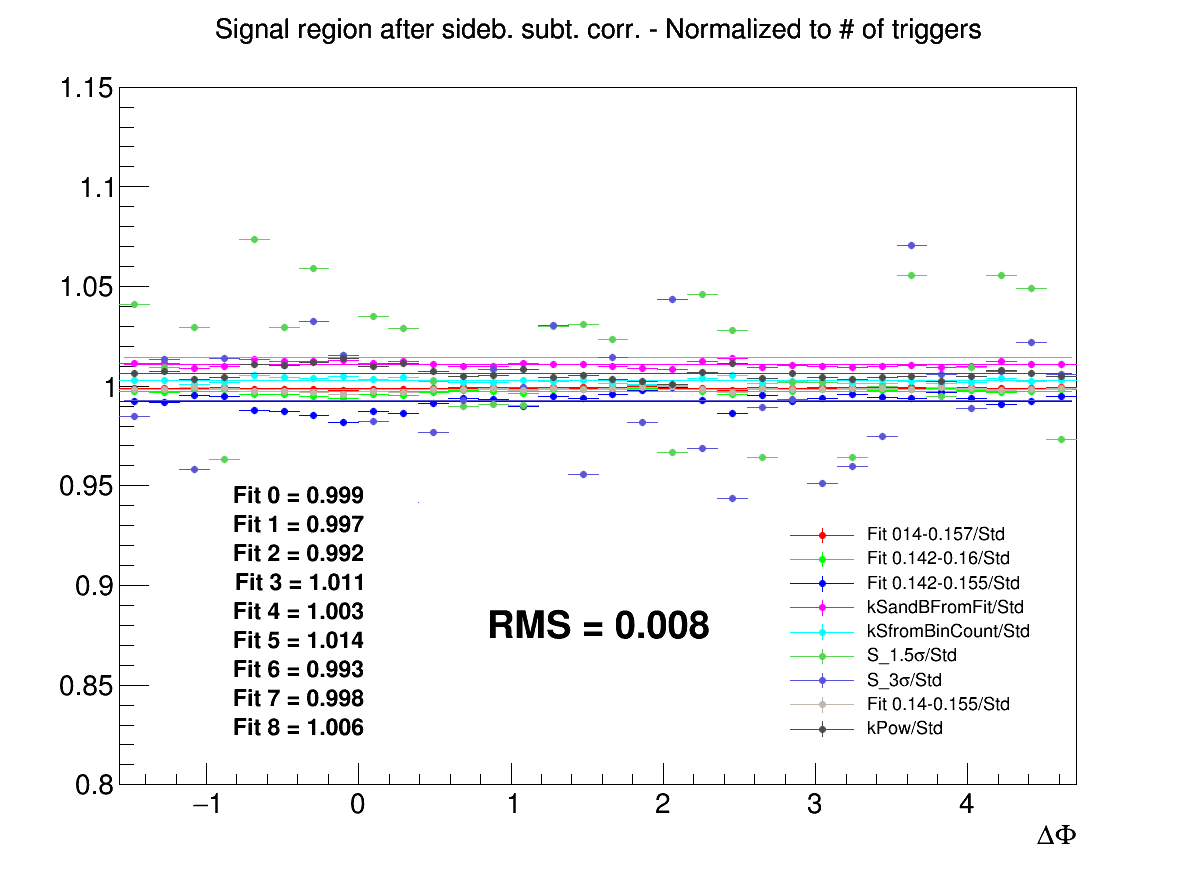 Signal region after sideb. subt. corr. - Normalized to # of triggers
1.15
1.1
1.05
1
0.95
0.9
0.85
0.8
Fit 0 = 0.999
Fit 1 = 0.997
Fit 2 = 0.992
Fit 3 = 1.011
Fit 4 = 1.003
Fit 5 = 1.014
Fit 6 = 0.993
Fit 7 = 0.998
Fit 8 = 1.006
RMS = 0.008
Fit 014-0.157/Std
Fit 0.142-0.16/Std
Fit 0.142-0.155/Std
kSandBFromFit/Std
kSfromBinCount/Std
S_1.5σ/Std
S_3σ/Std
Fit 0.14-0.155/Std
kPow/Std
−1 0 1 2 3 4
ΔΦ